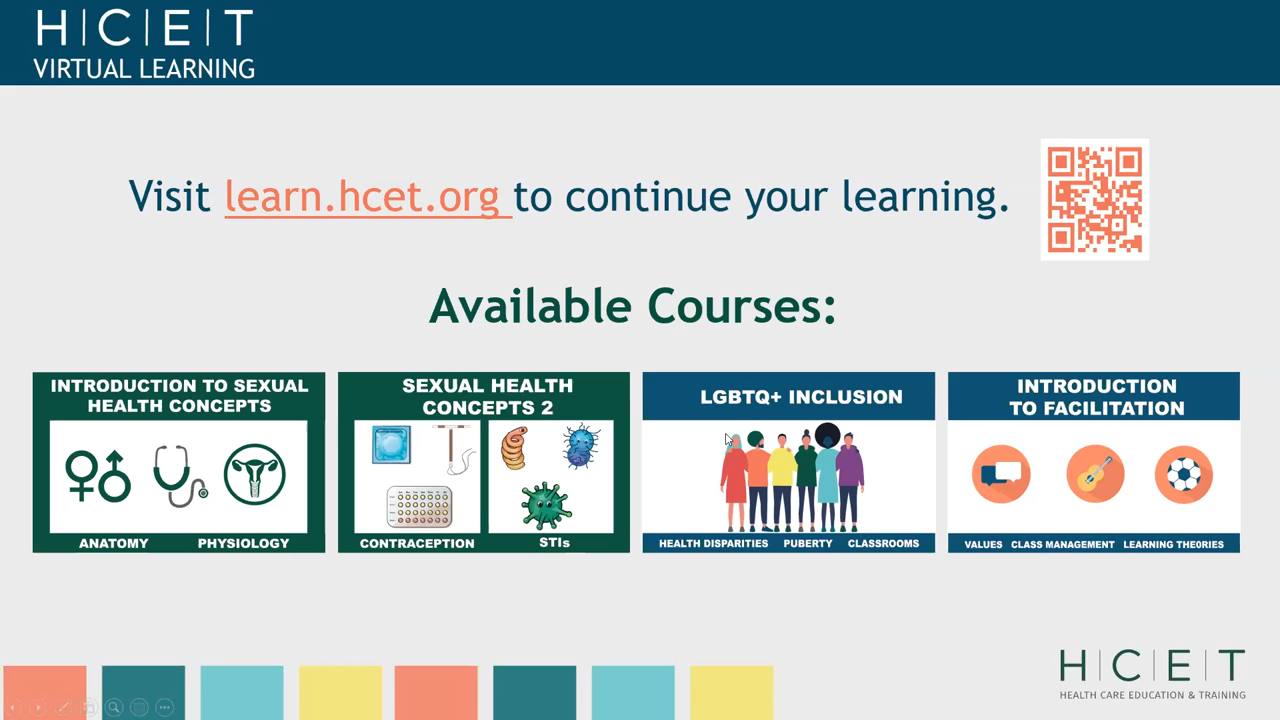 H|C|E|T
VIRTUAL LEARNING
Visit learn.hcet.org to continue your learning.
Available Courses:
INTRODUCTION TO SEXUAL
HEALTH CONCEPTS
ANATOMY PHYSIOLOGY
SEXUAL HEALTH
CONCEPTS 2
CONTRACEPTION STIs
LGBTQ+ INCLUSION
HEALTH DISPARITIES PUBERTY CLASSROOMS
INTRODUCTION
TO FACILITATION
VALUES CLASS MANAGEMENT LEARNING THEORIES
H|C|E|T
HEALTH CARE EDUCATION & TRAINING